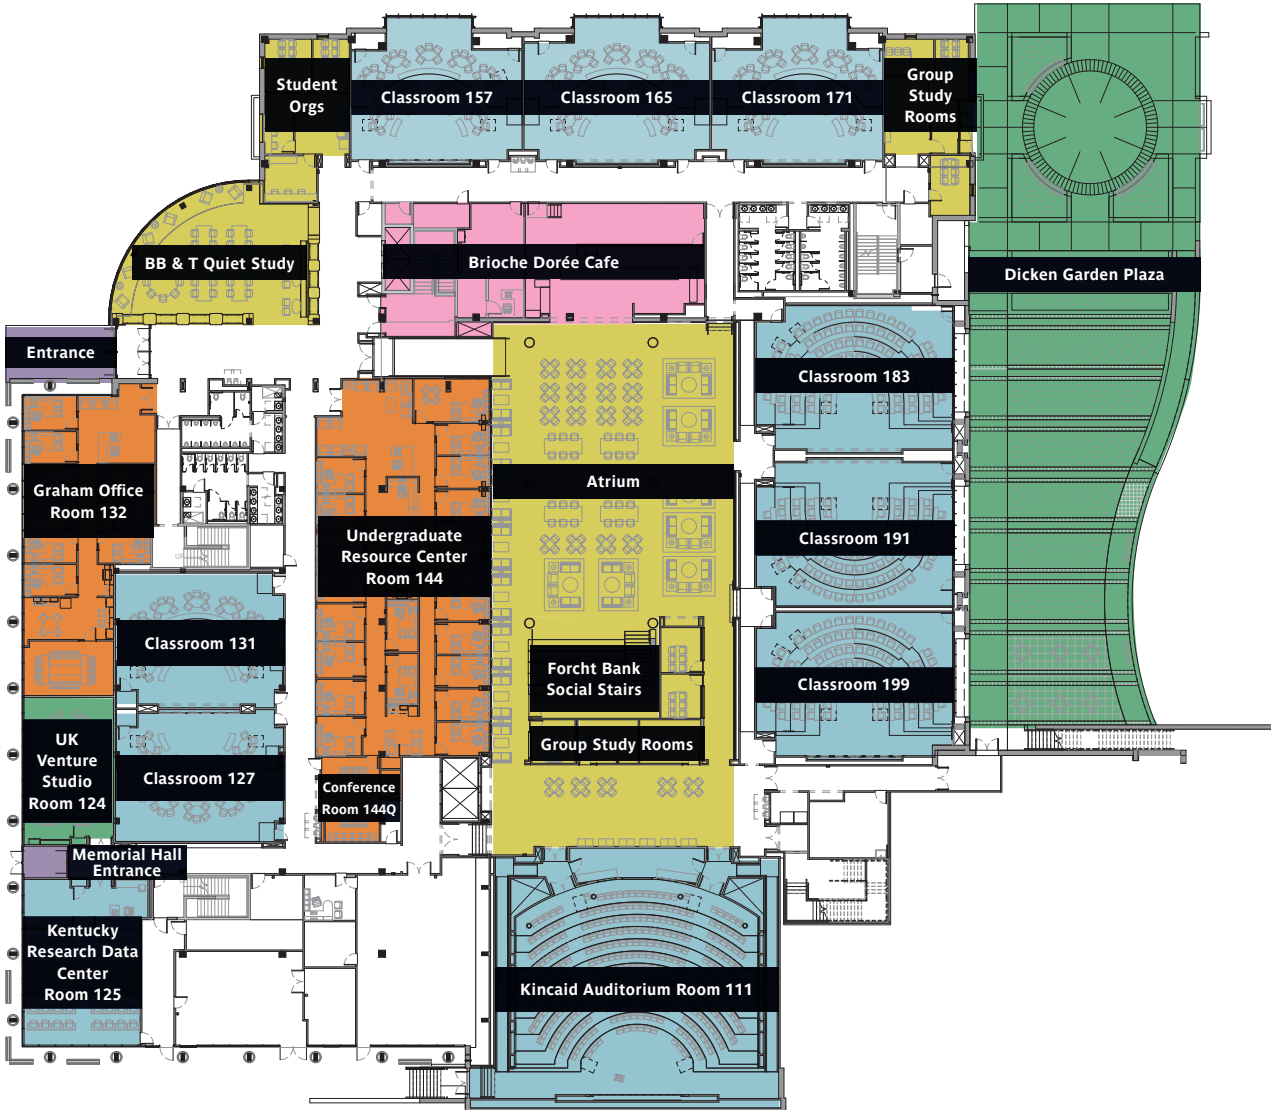 Student
Orgs
Classroom 157
Classroom 165
Classroom 171
Group
Study
Rooms
BB & T Quiet Study
Brioche Dorée Cafe
Dicken Garden Plaza
Entrance
Classroom 183
Graham Office
Room 132
Atrium
Undergraduate
Resource Center
Room 144
Classroom 191
Classroom 131
Forcht Bank
Social Stairs
Classroom 199
UK
Venture
Studio
Room 124
Group Study Rooms
Classroom 127
Conference
Room 144Q
Memorial Hall
Entrance
Kentucky
Research Data
Center
Room 125
Kincaid Auditorium Room 111